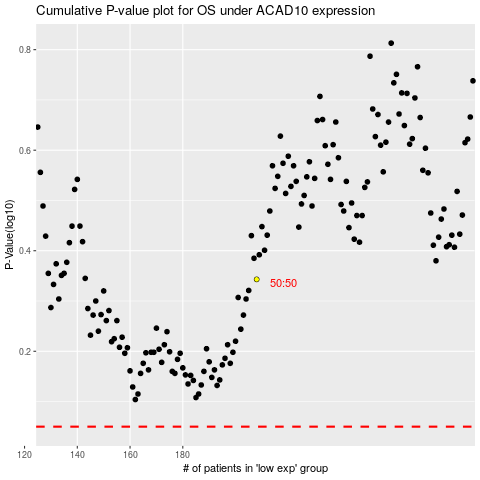 Cumulative P-value plot for OS under ACAD10 expression
P-Value(log10)
0.8
0.6
0.4
0.2
50:50
120 140 160 180
# of patients in 'low exp' group